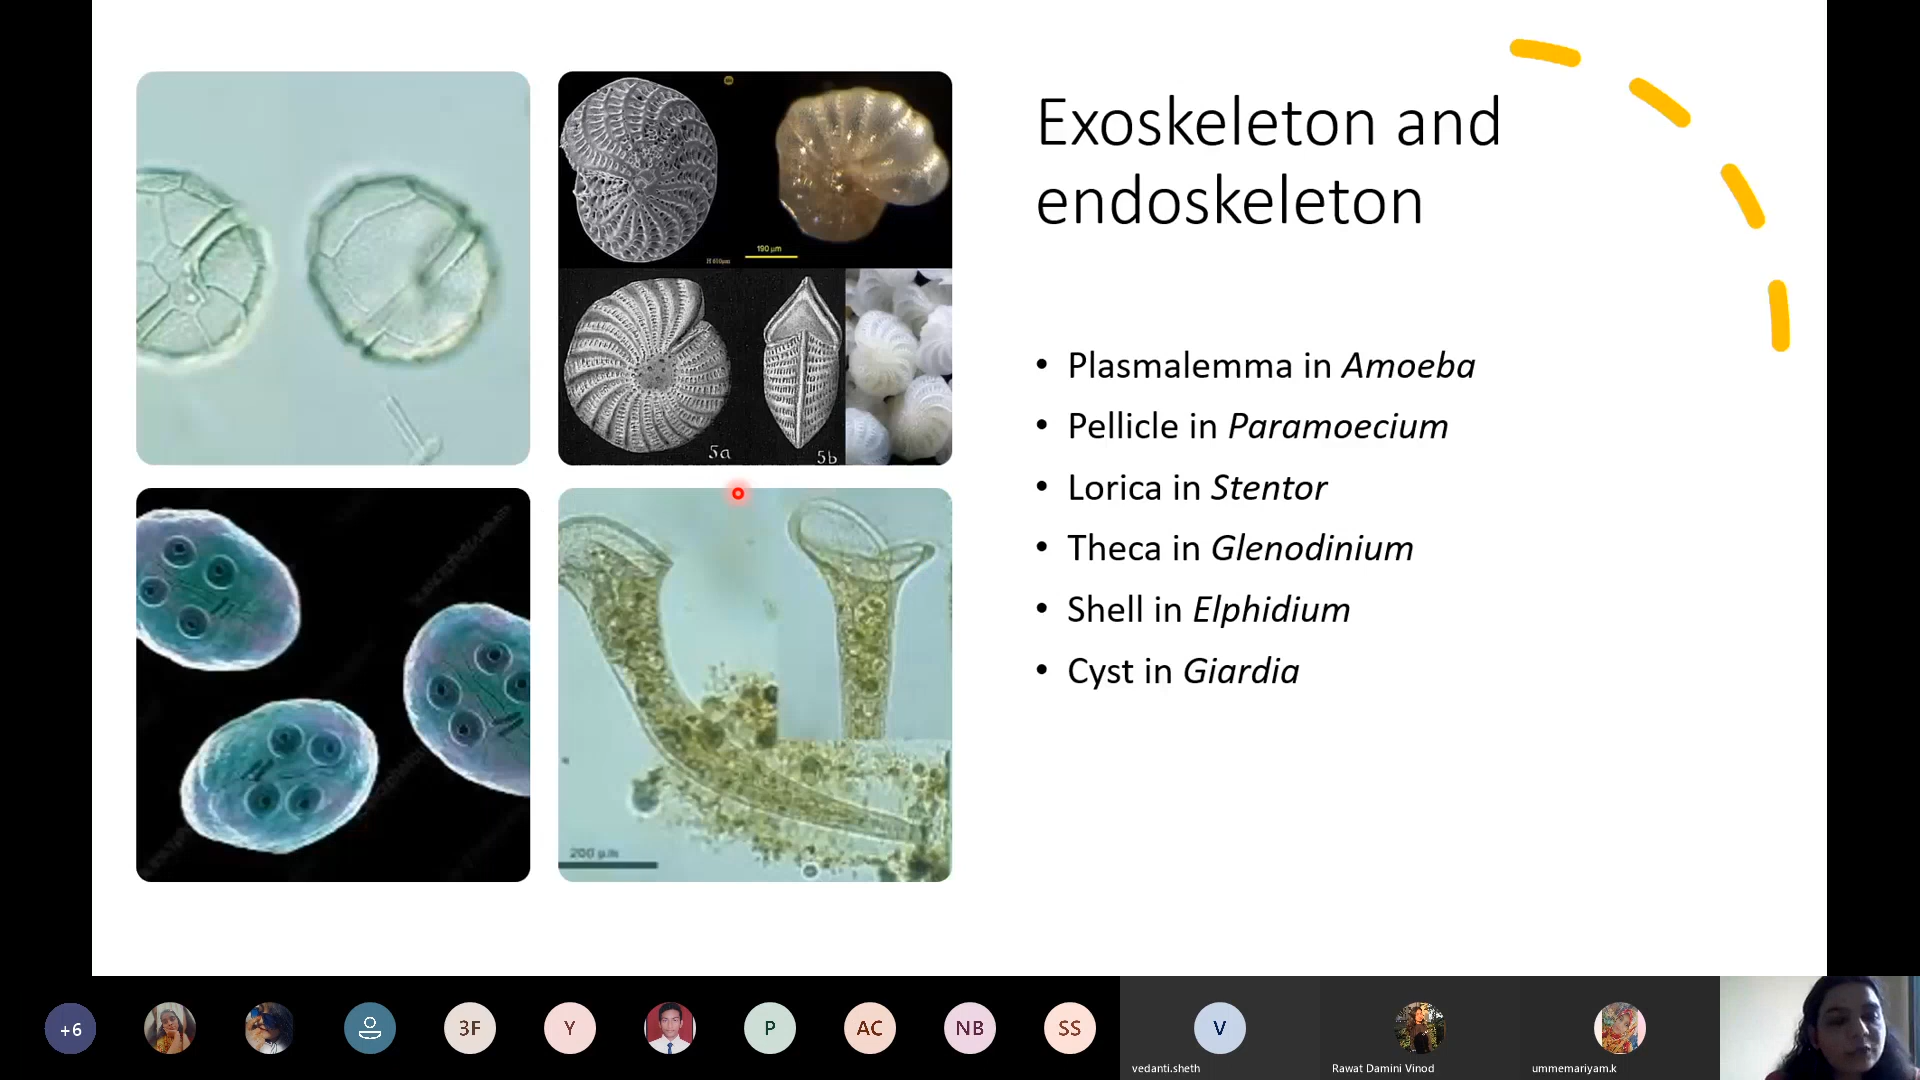 Exoskeleton and
endoskeleton
• Plasmalemma in Amoeba
• Pellicle in Paramoecium
• Lorica in Stentor
• Theca in Glenodinium
• Shell in Elphidium
• Cyst in Giardia
190 µm
5a
5b
200 µm
+6
3F
Y
P
AC
NB
SS
V
vedanti.sheth
Rawat Damini Vinod
ummemariyam.k